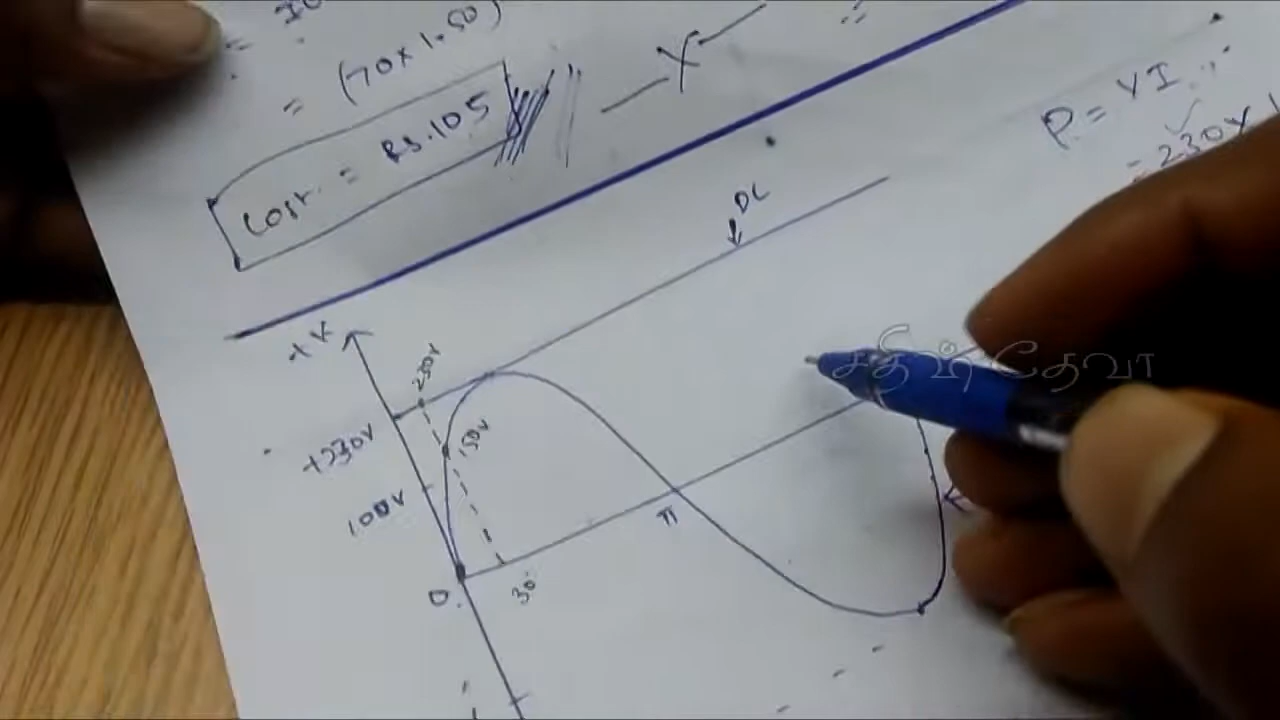 = (70 x 1.50)
Cost = Rs.105
X
P = VI
= 230 x
DC
+V
230V
+230V
150V
100V
π
0
30°
சதிஷ் தேவா